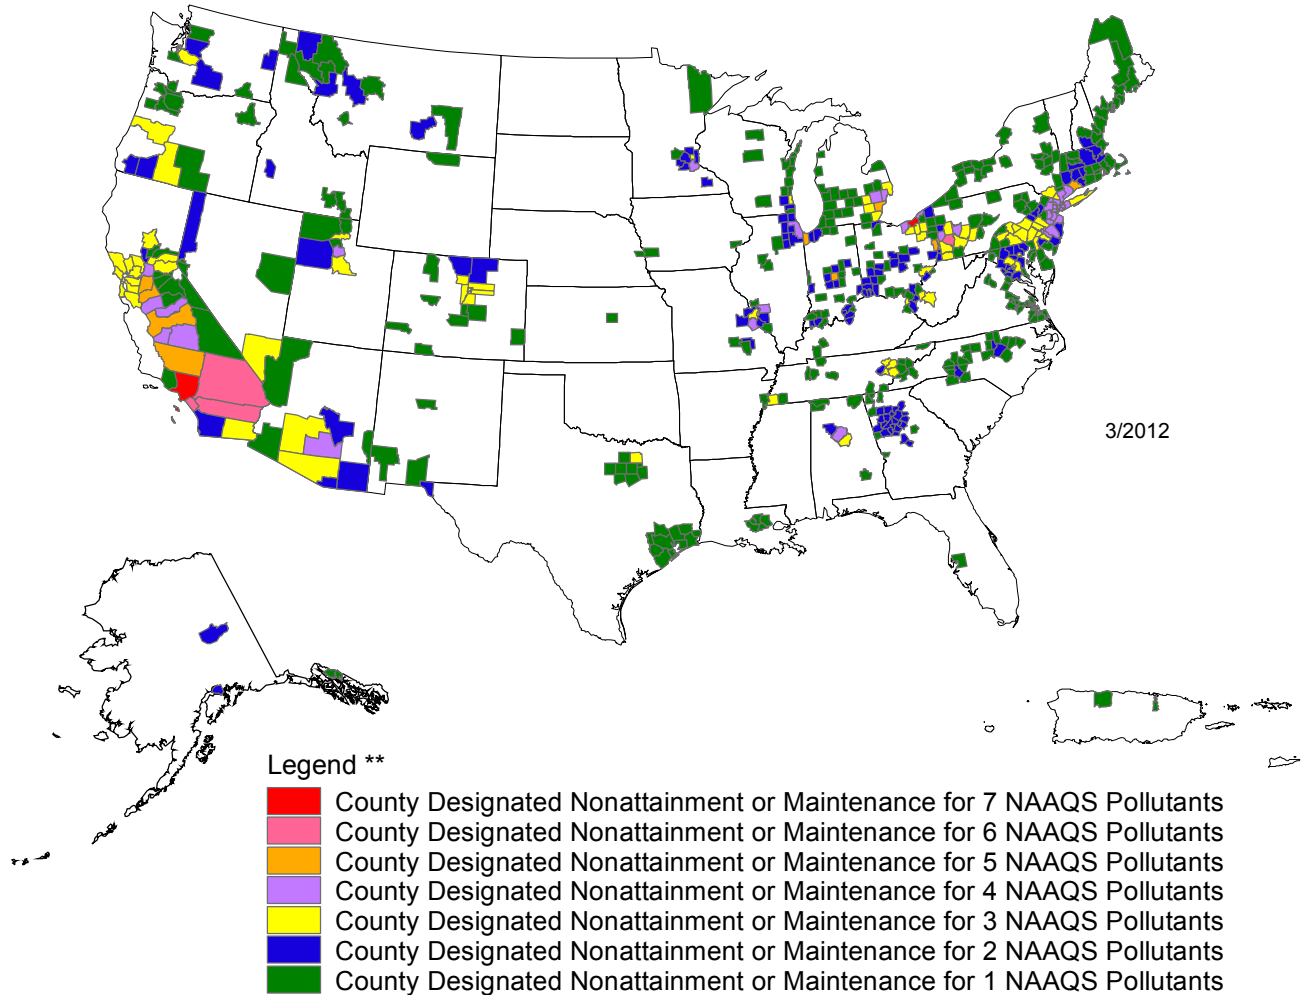 3/2012
Legend **
County Designated Nonattainment or Maintenance for 7 NAAQS Pollutants
County Designated Nonattainment or Maintenance for 6 NAAQS Pollutants
County Designated Nonattainment or Maintenance for 5 NAAQS Pollutants
County Designated Nonattainment or Maintenance for 4 NAAQS Pollutants
County Designated Nonattainment or Maintenance for 3 NAAQS Pollutants
County Designated Nonattainment or Maintenance for 2 NAAQS Pollutants
County Designated Nonattainment or Maintenance for 1 NAAQS Pollutants